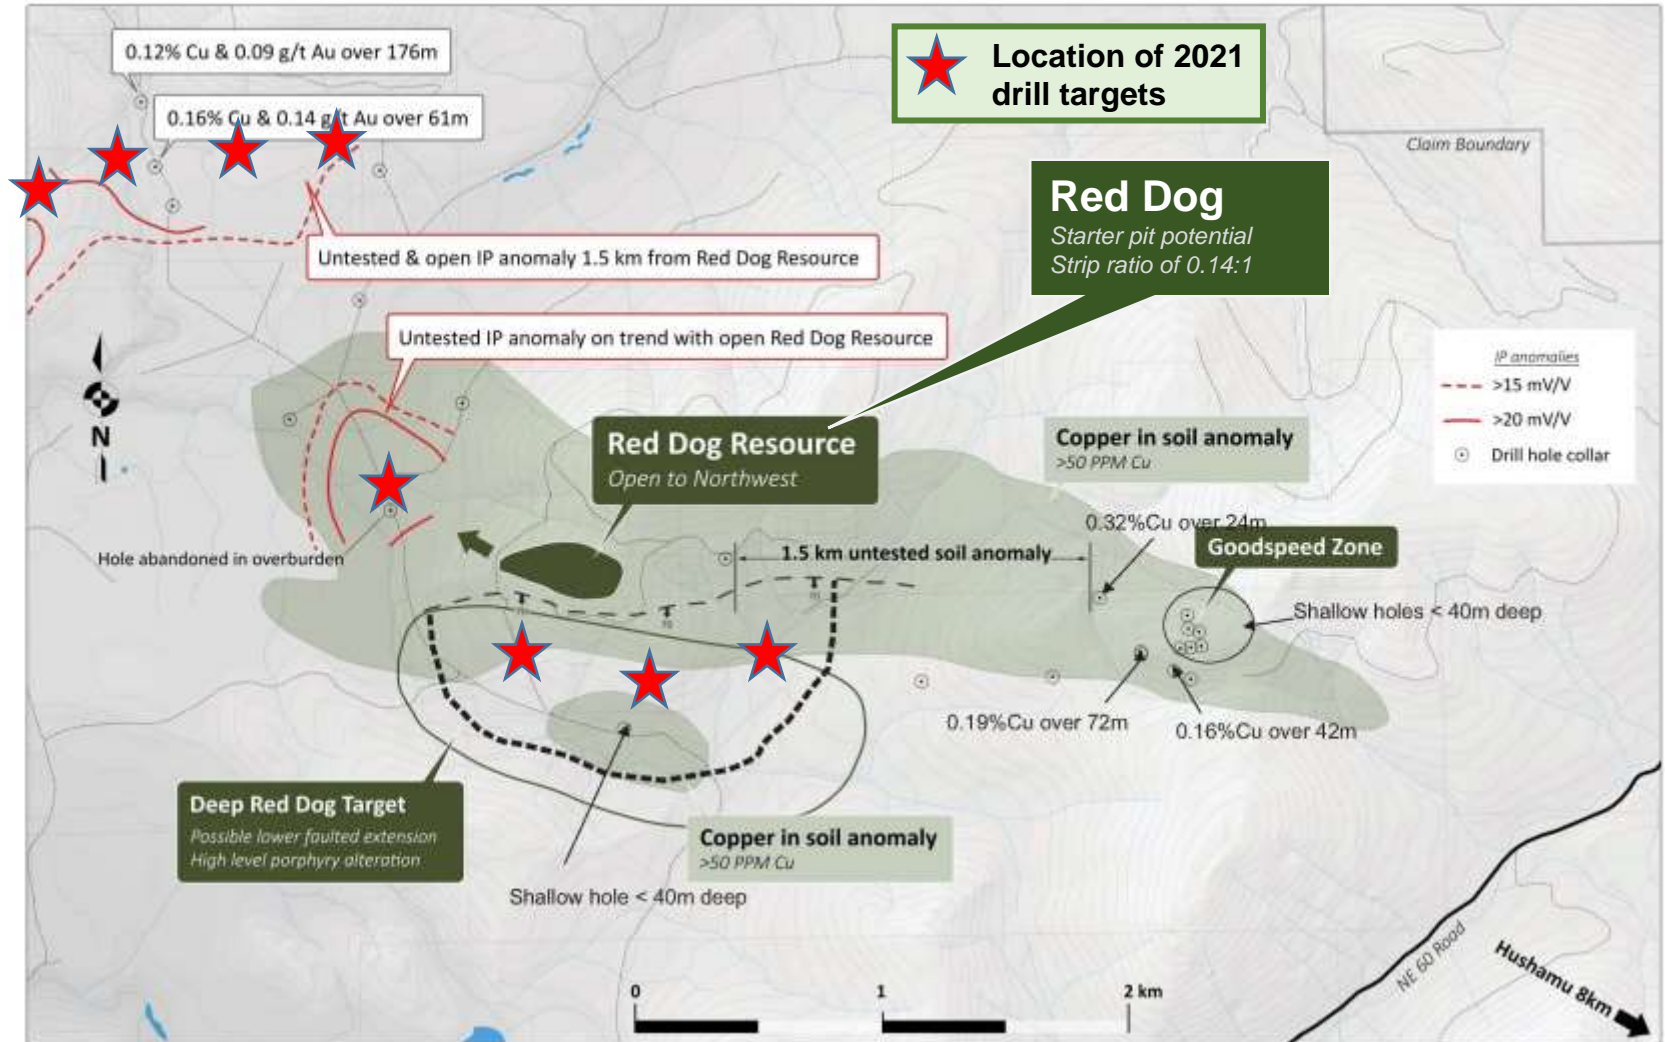 0.12% Cu & 0.09 g/t Au over 176m
0.16% Cu & 0.14 g/t Au over 61m
Location of 2021
drill targets
Claim Boundary
Red Dog
Starter pit potential
Strip ratio of 0.14:1
Untested & open IP anomaly 1.5 km from Red Dog Resource
Untested IP anomaly on trend with open Red Dog Resource
N
IP anomalies
>15 mV/V
>20 mV/V
Drill hole collar
Red Dog Resource
Open to Northwest
Copper in soil anomaly
>50 PPM Cu
0.32%Cu over 24m
Goodspeed Zone
Hole abandoned in overburden
1.5 km untested soil anomaly
Shallow holes < 40m deep
0.19%Cu over 72m
0.16%Cu over 42m
Deep Red Dog Target
Possible lower faulted extension
High level porphyry alteration
Copper in soil anomaly
>50 PPM Cu
Shallow hole < 40m deep
NE 60 Road
Hushamu 8km
0 1 2 km